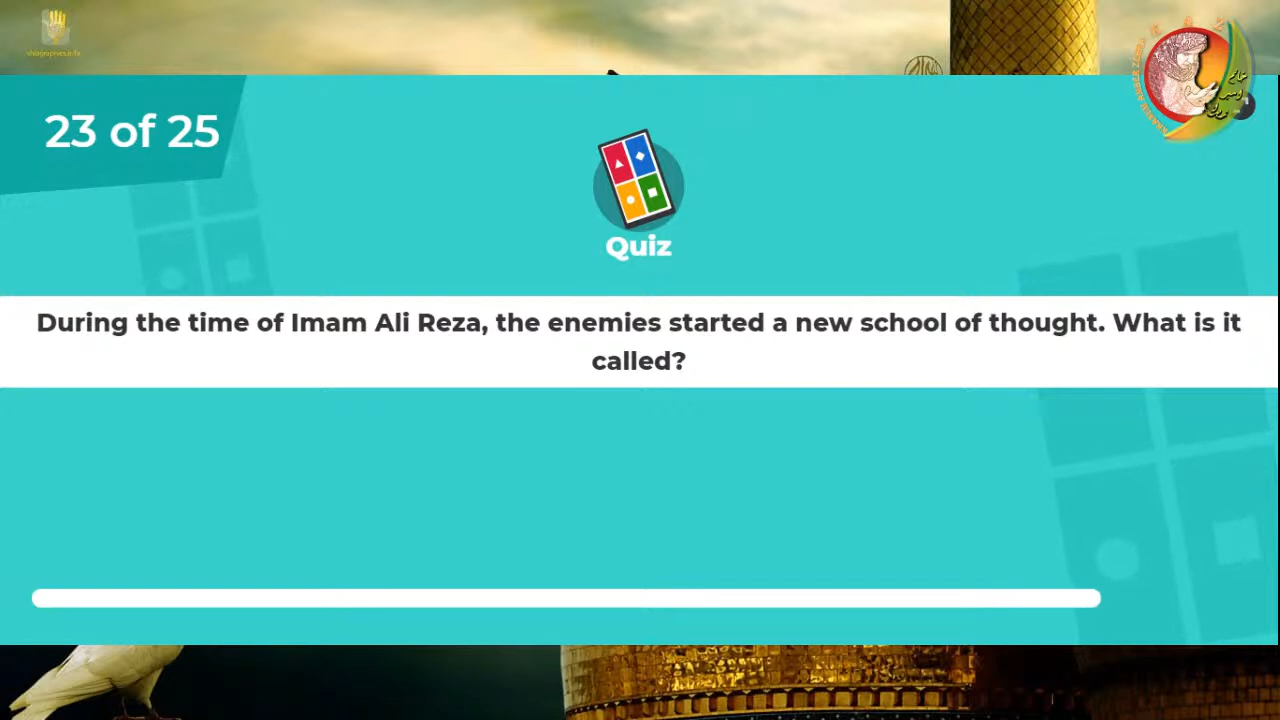 23 of 25
Quiz
During the time of Imam Ali Reza, the enemies started a new school of thought. What is it
called?